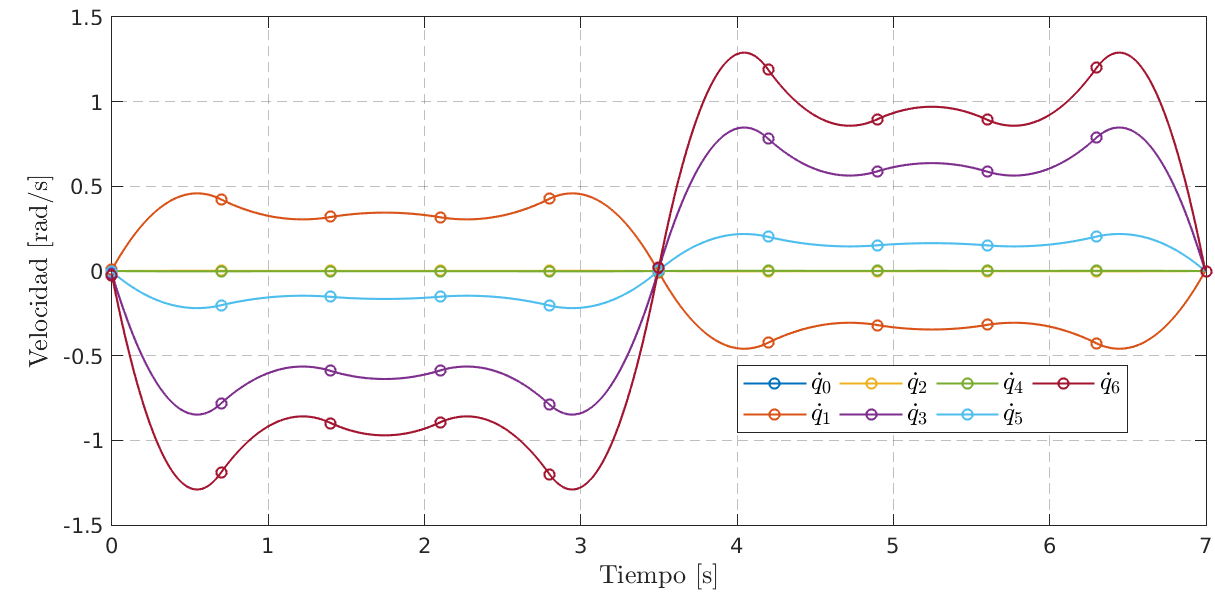 1.5
1
0.5
0
-0.5
-1
-1.5
Velocidad [rad/s]
q̇₀ q̇₂ q̇₄ q̇₆
q̇₁ q̇₃ q̇₅
0 1 2 3 4 5 6 7
Tiempo [s]